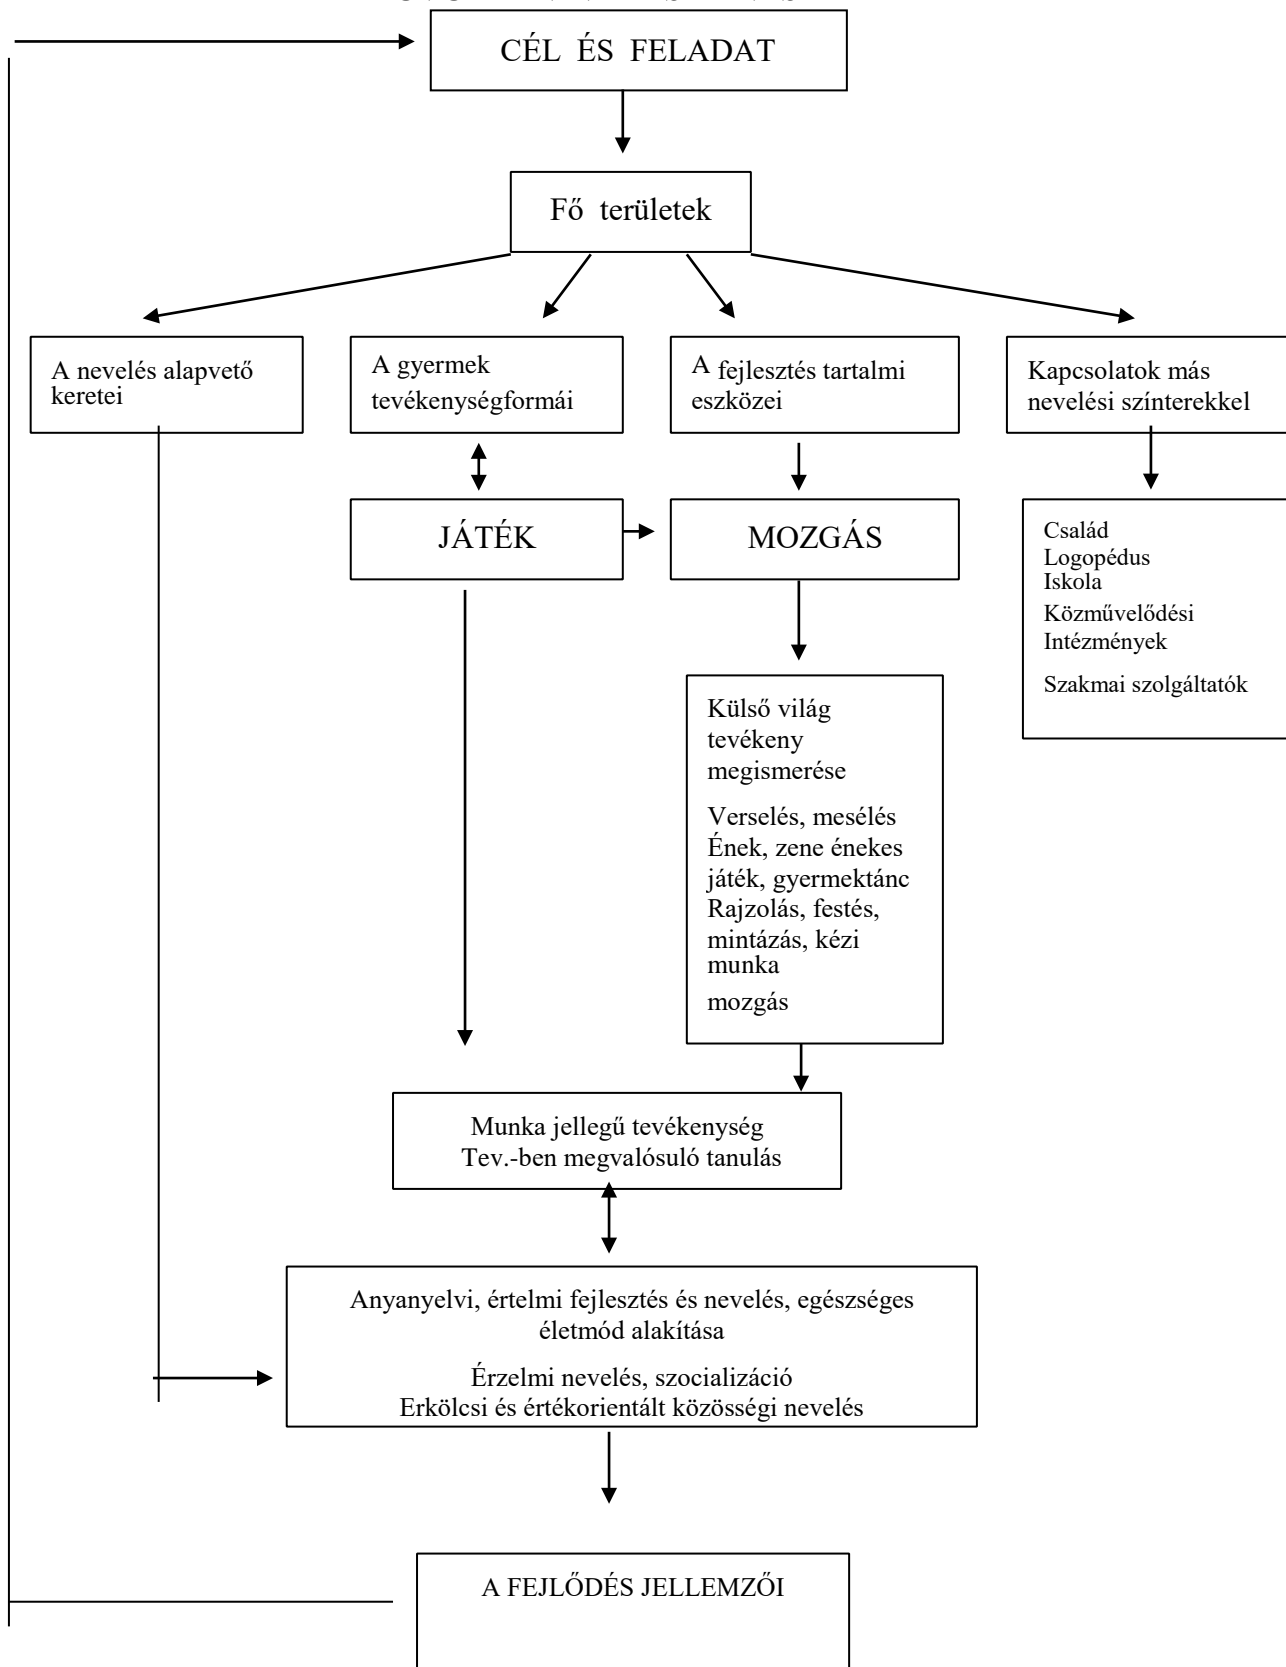 CÉL ÉS FELADAT
Fő területek
A nevelés alapvető
keretei
A gyermek
tevékenységformái
A fejlesztés tartalmi
eszközei
Kapcsolatok más
nevelési színterekkel
JÁTÉK
MOZGÁS
Család
Logopédus
Iskola
Közművelődési
Intézmények
Szakmai szolgáltatók
Külső világ
tevékeny
megismerése
Verselés, mesélés
Ének, zene énekes
játék, gyermektánc
Rajzolás, festés,
mintázás, kézi
munka
mozgás
Munka jellegű tevékenység
Tev.-ben megvalósuló tanulás
Anyanyelvi, értelmi fejlesztés és nevelés, egészséges
életmód alakítása
Érzelmi nevelés, szocializáció
Erkölcsi és értékorientált közösségi nevelés
A FEJLŐDÉS JELLEMZŐI